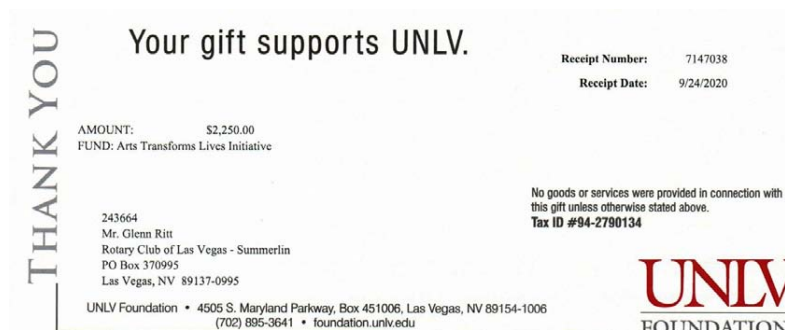 THANK YOU
Your gift supports UNLV.
Receipt Number: 7147038
Receipt Date: 9/24/2020
AMOUNT: $2,250.00
FUND: Arts Transforms Lives Initiative
No goods or services were provided in connection with
this gift unless otherwise stated above.
Tax ID #94-2790134
243664
Mr. Glenn Ritt
Rotary Club of Las Vegas - Summerlin
PO Box 370995
Las Vegas, NV 89137-0995
UNLV
FOUNDATION
UNLV Foundation • 4505 S. Maryland Parkway, Box 451006, Las Vegas, NV 89154-1006
(702) 895-3641 • foundation.unlv.edu